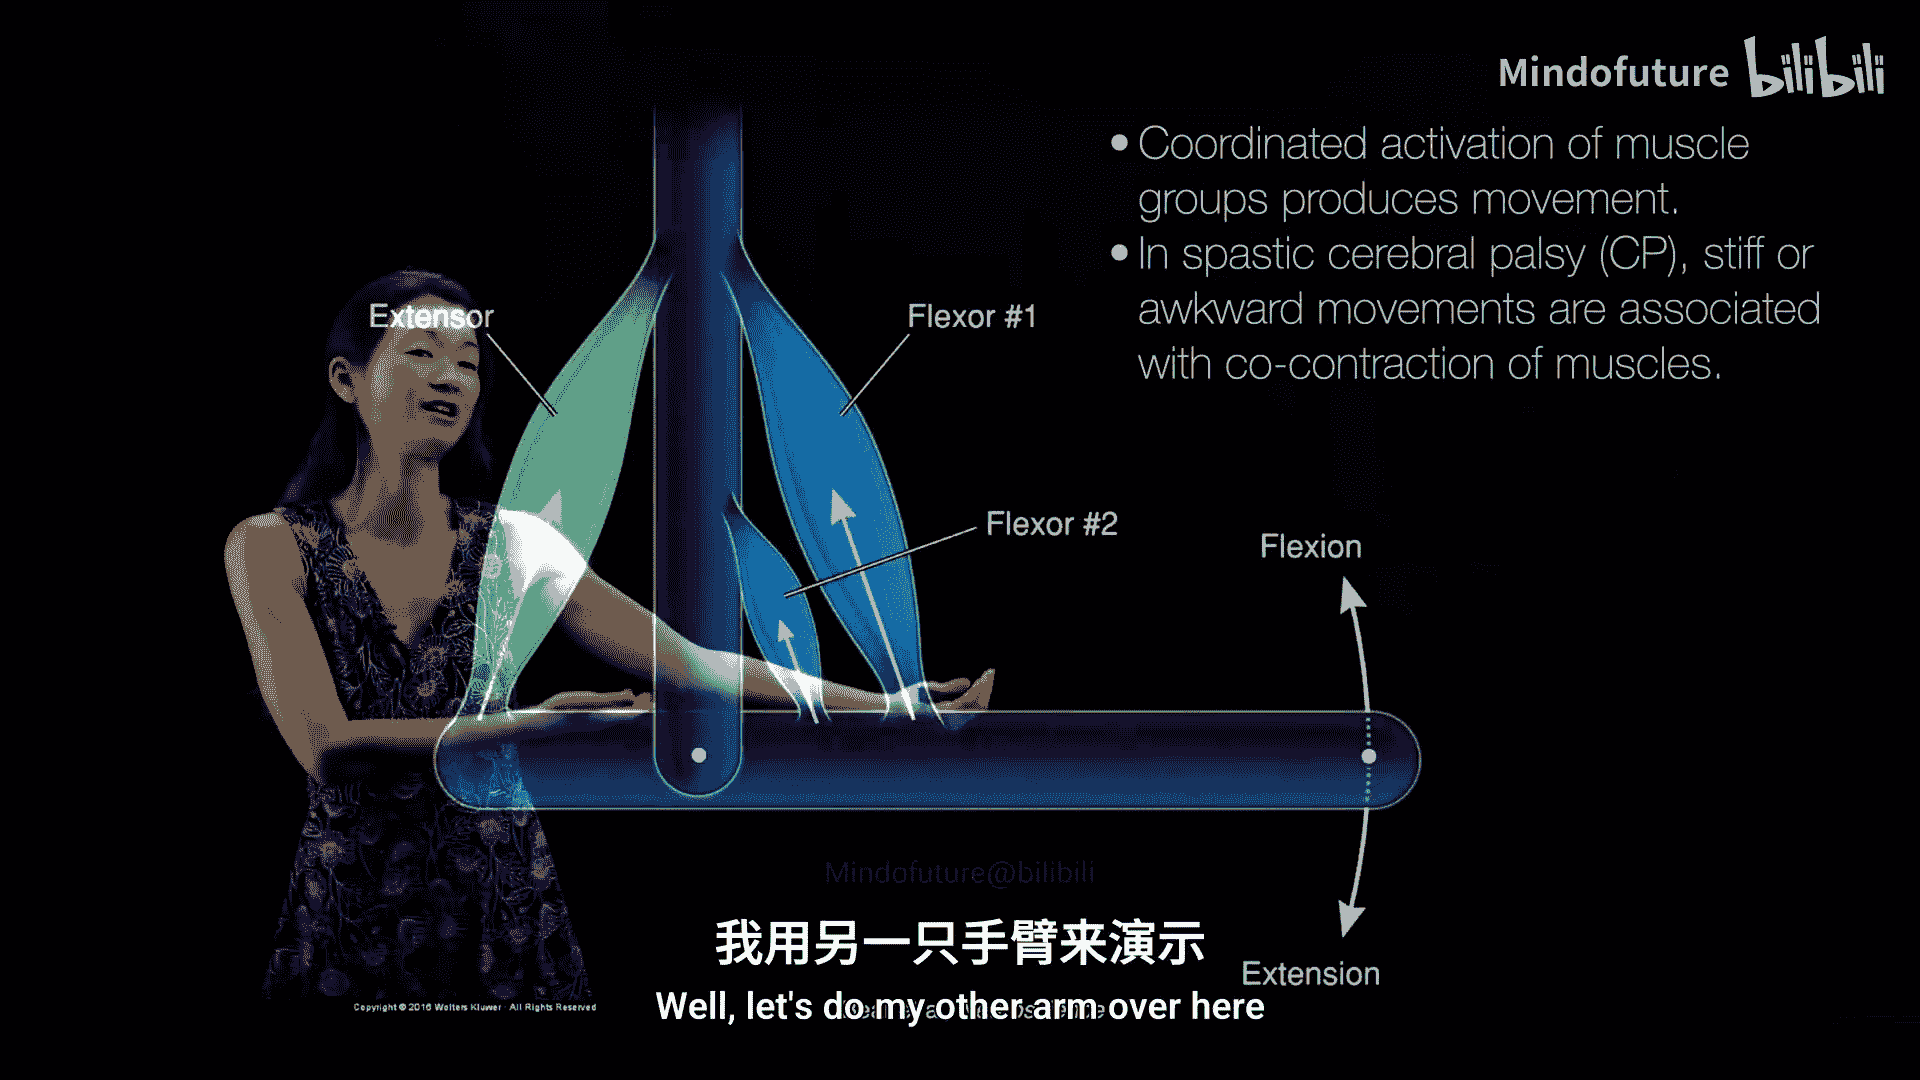 Mindofuture bilibili
• Coordinated activation of muscle
groups produces movement.
• In spastic cerebral palsy (CP), stiff or
awkward movements are associated
with co-contraction of muscles.
Extensor
Flexor #1
Flexor #2
Flexion
Extension
Mindofuture@bilibili
我用另一只手臂来演示
Copyright © 2016 Wolters Kluwer · All Rights Reserved
Well, let's do my other arm over here